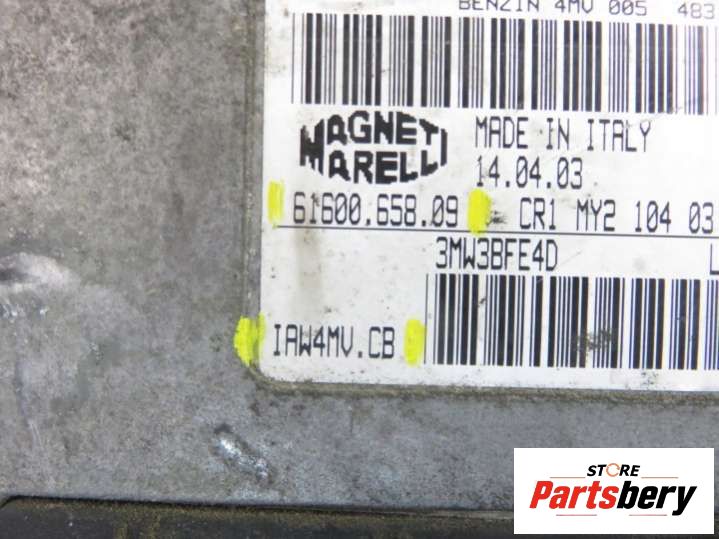 BENZIN 4MV 005 483
MAGNETI
MARELLI
MADE IN ITALY
14.04.03
61600.658.09 CR1 MY2 104 03
3MW3BFE4D L
IAW4MV.CB
STORE
Partsbery